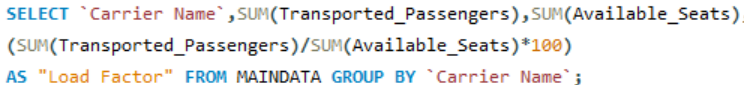 SELECT `Carrier Name`,SUM(Transported_Passengers),SUM(Available_Seats),
(SUM(Transported_Passengers)/SUM(Available_Seats)*100)
AS "Load Factor" FROM MAINDATA GROUP BY `Carrier Name`;